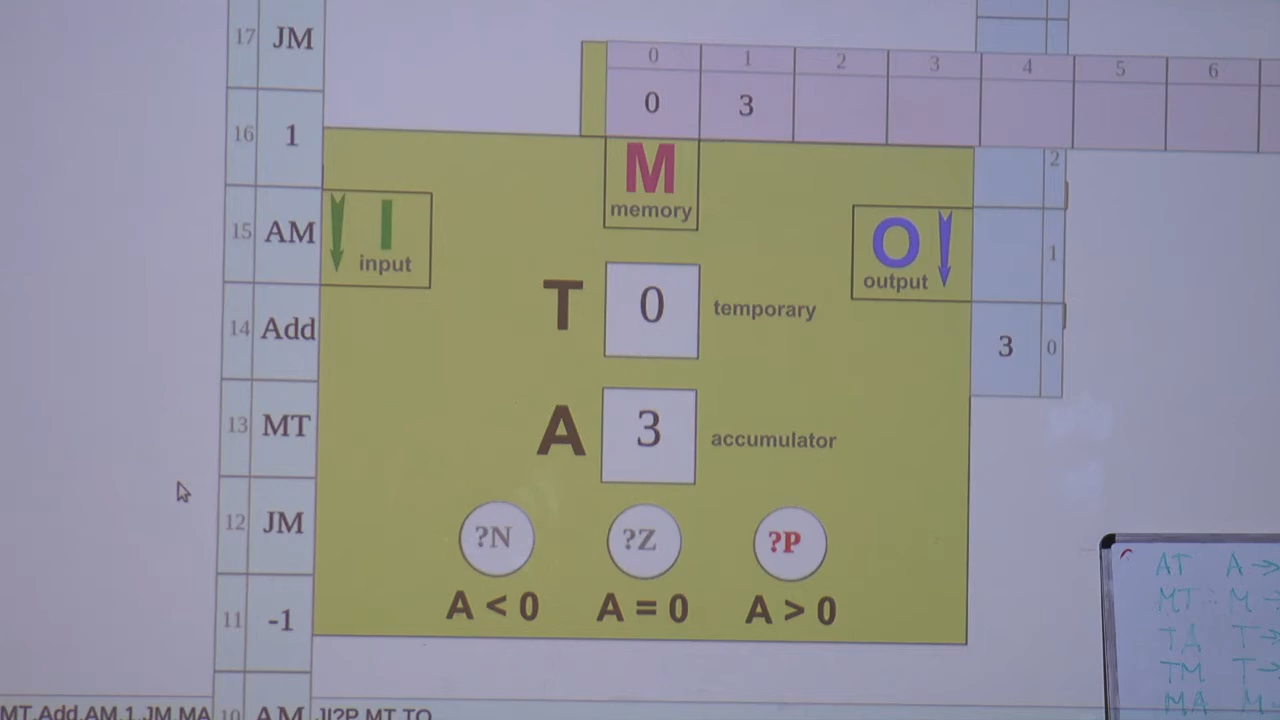 17 JM
0 1 2 3 4 5 6
0 3
16 1
M
memory
2
15 AM
I
input
O
output
1
T 0 temporary
14 Add
3 0
13 MT
A 3 accumulator
12 JM
?N ?Z ?P
A < 0 A = 0 A > 0
11 -1
AT A→
MT M
TA T→
TM T→
MA M
MT,Add,AM,1,JM,MA
10 AM
JI?P,MT,TO